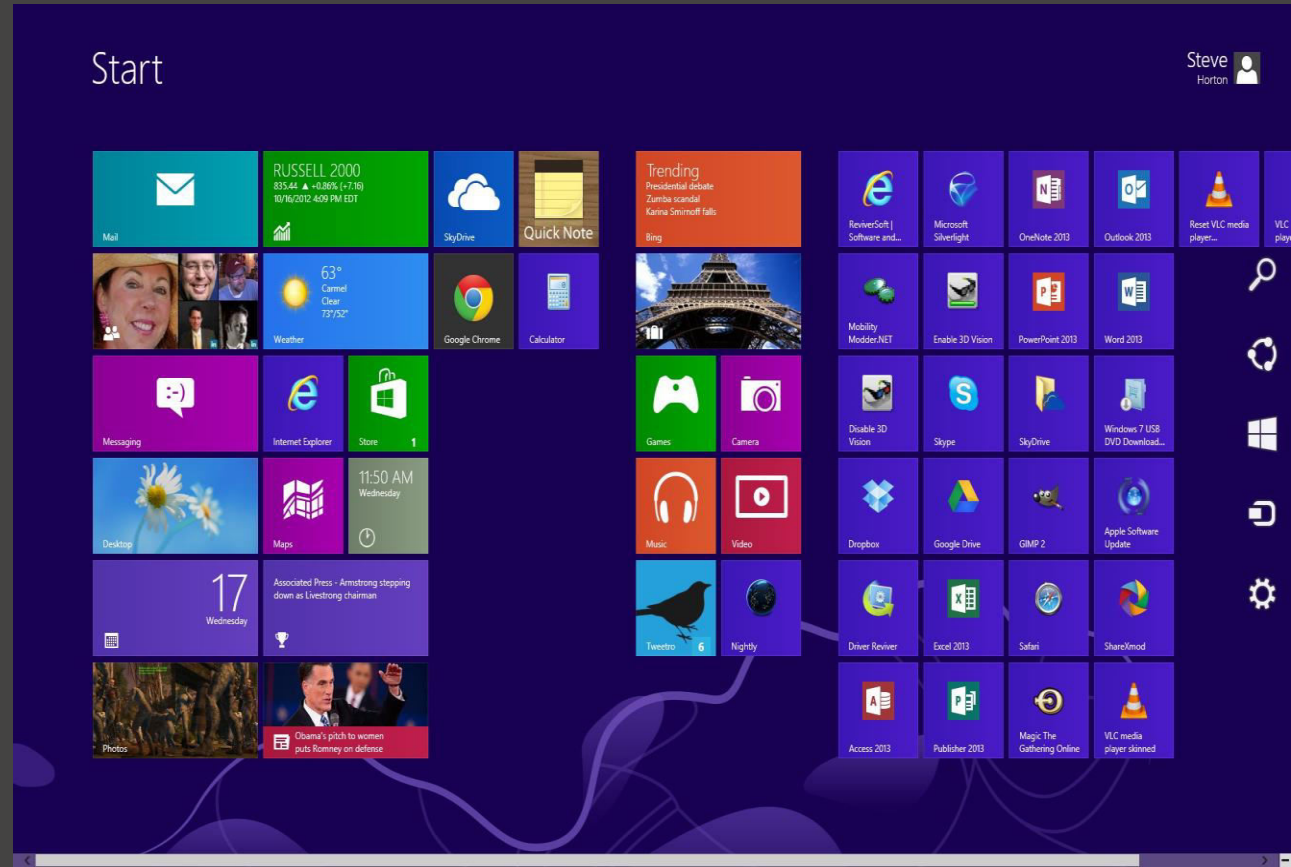 Start
Steve
Horton
Mail
RUSSELL 2000
835.44 ▲ +0.86% (+7.16)
10/16/2012 4:09 PM EDT
SkyDrive
Quick Note
63°
Carmel
Clear
73°/52°
Weather
Google Chrome
Calculator
:-)
Messaging
Internet Explorer
Store
1
Desktop
Maps
11:50 AM
Wednesday
17
Wednesday
Associated Press - Armstrong stepping
down as Livestrong chairman
Photos
Obama's pitch to women
puts Romney on defense
Trending
Presidential debate
Zumba scandal
Karina Smirnoff falls
Bing
Games
Camera
Music
Video
Tweetro
6
Nightly
ReviverSoft |
Software and...
Microsoft
Silverlight
OneNote 2013
Outlook 2013
Reset VLC media
player...
VLC
playe
Mobility
Modder.NET
Enable 3D Vision
PowerPoint 2013
Word 2013
Disable 3D
Vision
Skype
SkyDrive
Windows 7 USB
DVD Download...
Dropbox
Google Drive
GIMP 2
Apple Software
Update
Driver Reviver
Excel 2013
Safari
ShareXmod
Access 2013
Publisher 2013
Magic The
Gathering Online
VLC media
player skinned